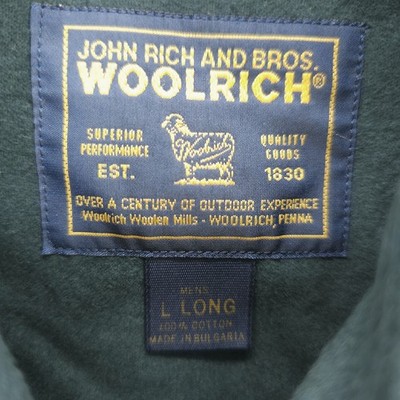 JOHN RICH AND BROS.
WOOLRICH®
SUPERIOR PERFORMANCE
Woolrich
QUALITY GOODS
EST. 1830
OVER A CENTURY OF OUTDOOR EXPERIENCE
Woolrich Woolen Mills - WOOLRICH, PENNA
MENS
L LONG
100% COTTON
MADE IN BULGARIA